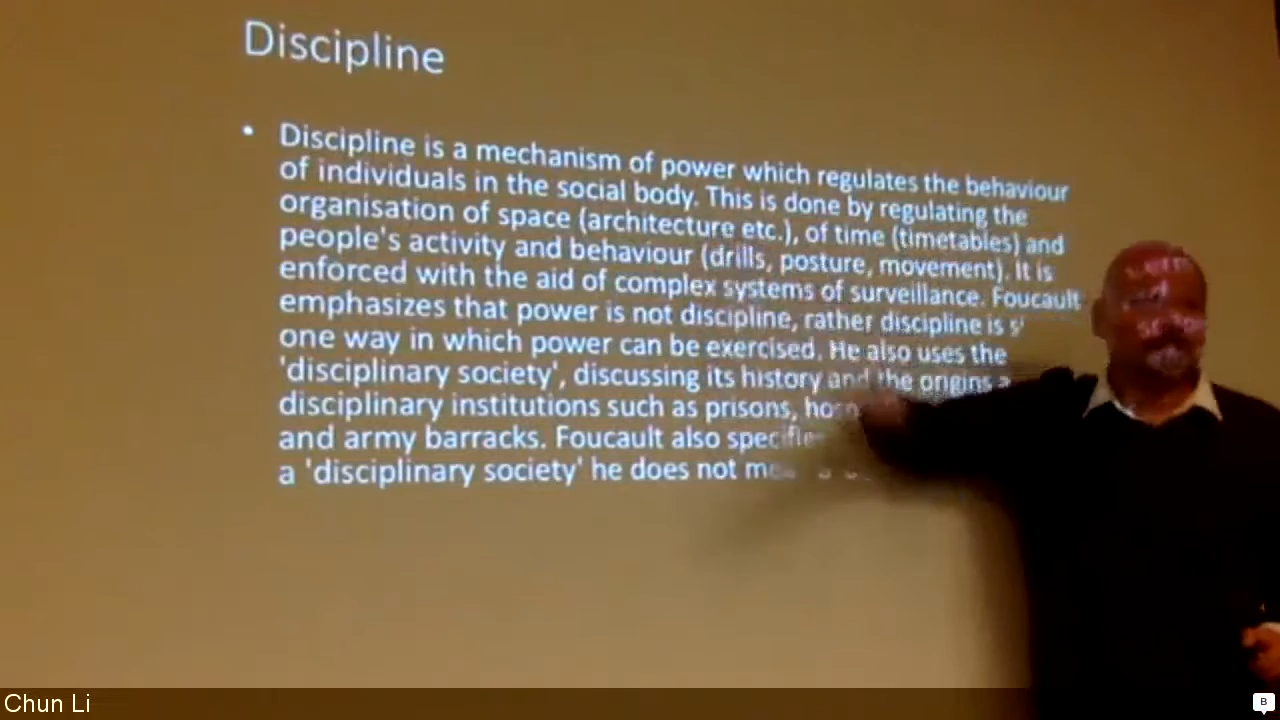 Discipline
• Discipline is a mechanism of power which regulates the behaviour
of individuals in the social body. This is done by regulating the
organisation of space (architecture etc.), of time (timetables) and
people's activity and behaviour (drills, posture, movement). It is
enforced with the aid of complex systems of surveillance. Foucault
emphasizes that power is not discipline, rather discipline is
one way in which power can be exercised. He also uses the
'disciplinary society', discussing its history and the origins
disciplinary institutions such as prisons,
and army barracks. Foucault also
a 'disciplinary society' he does not
Chun Li
B